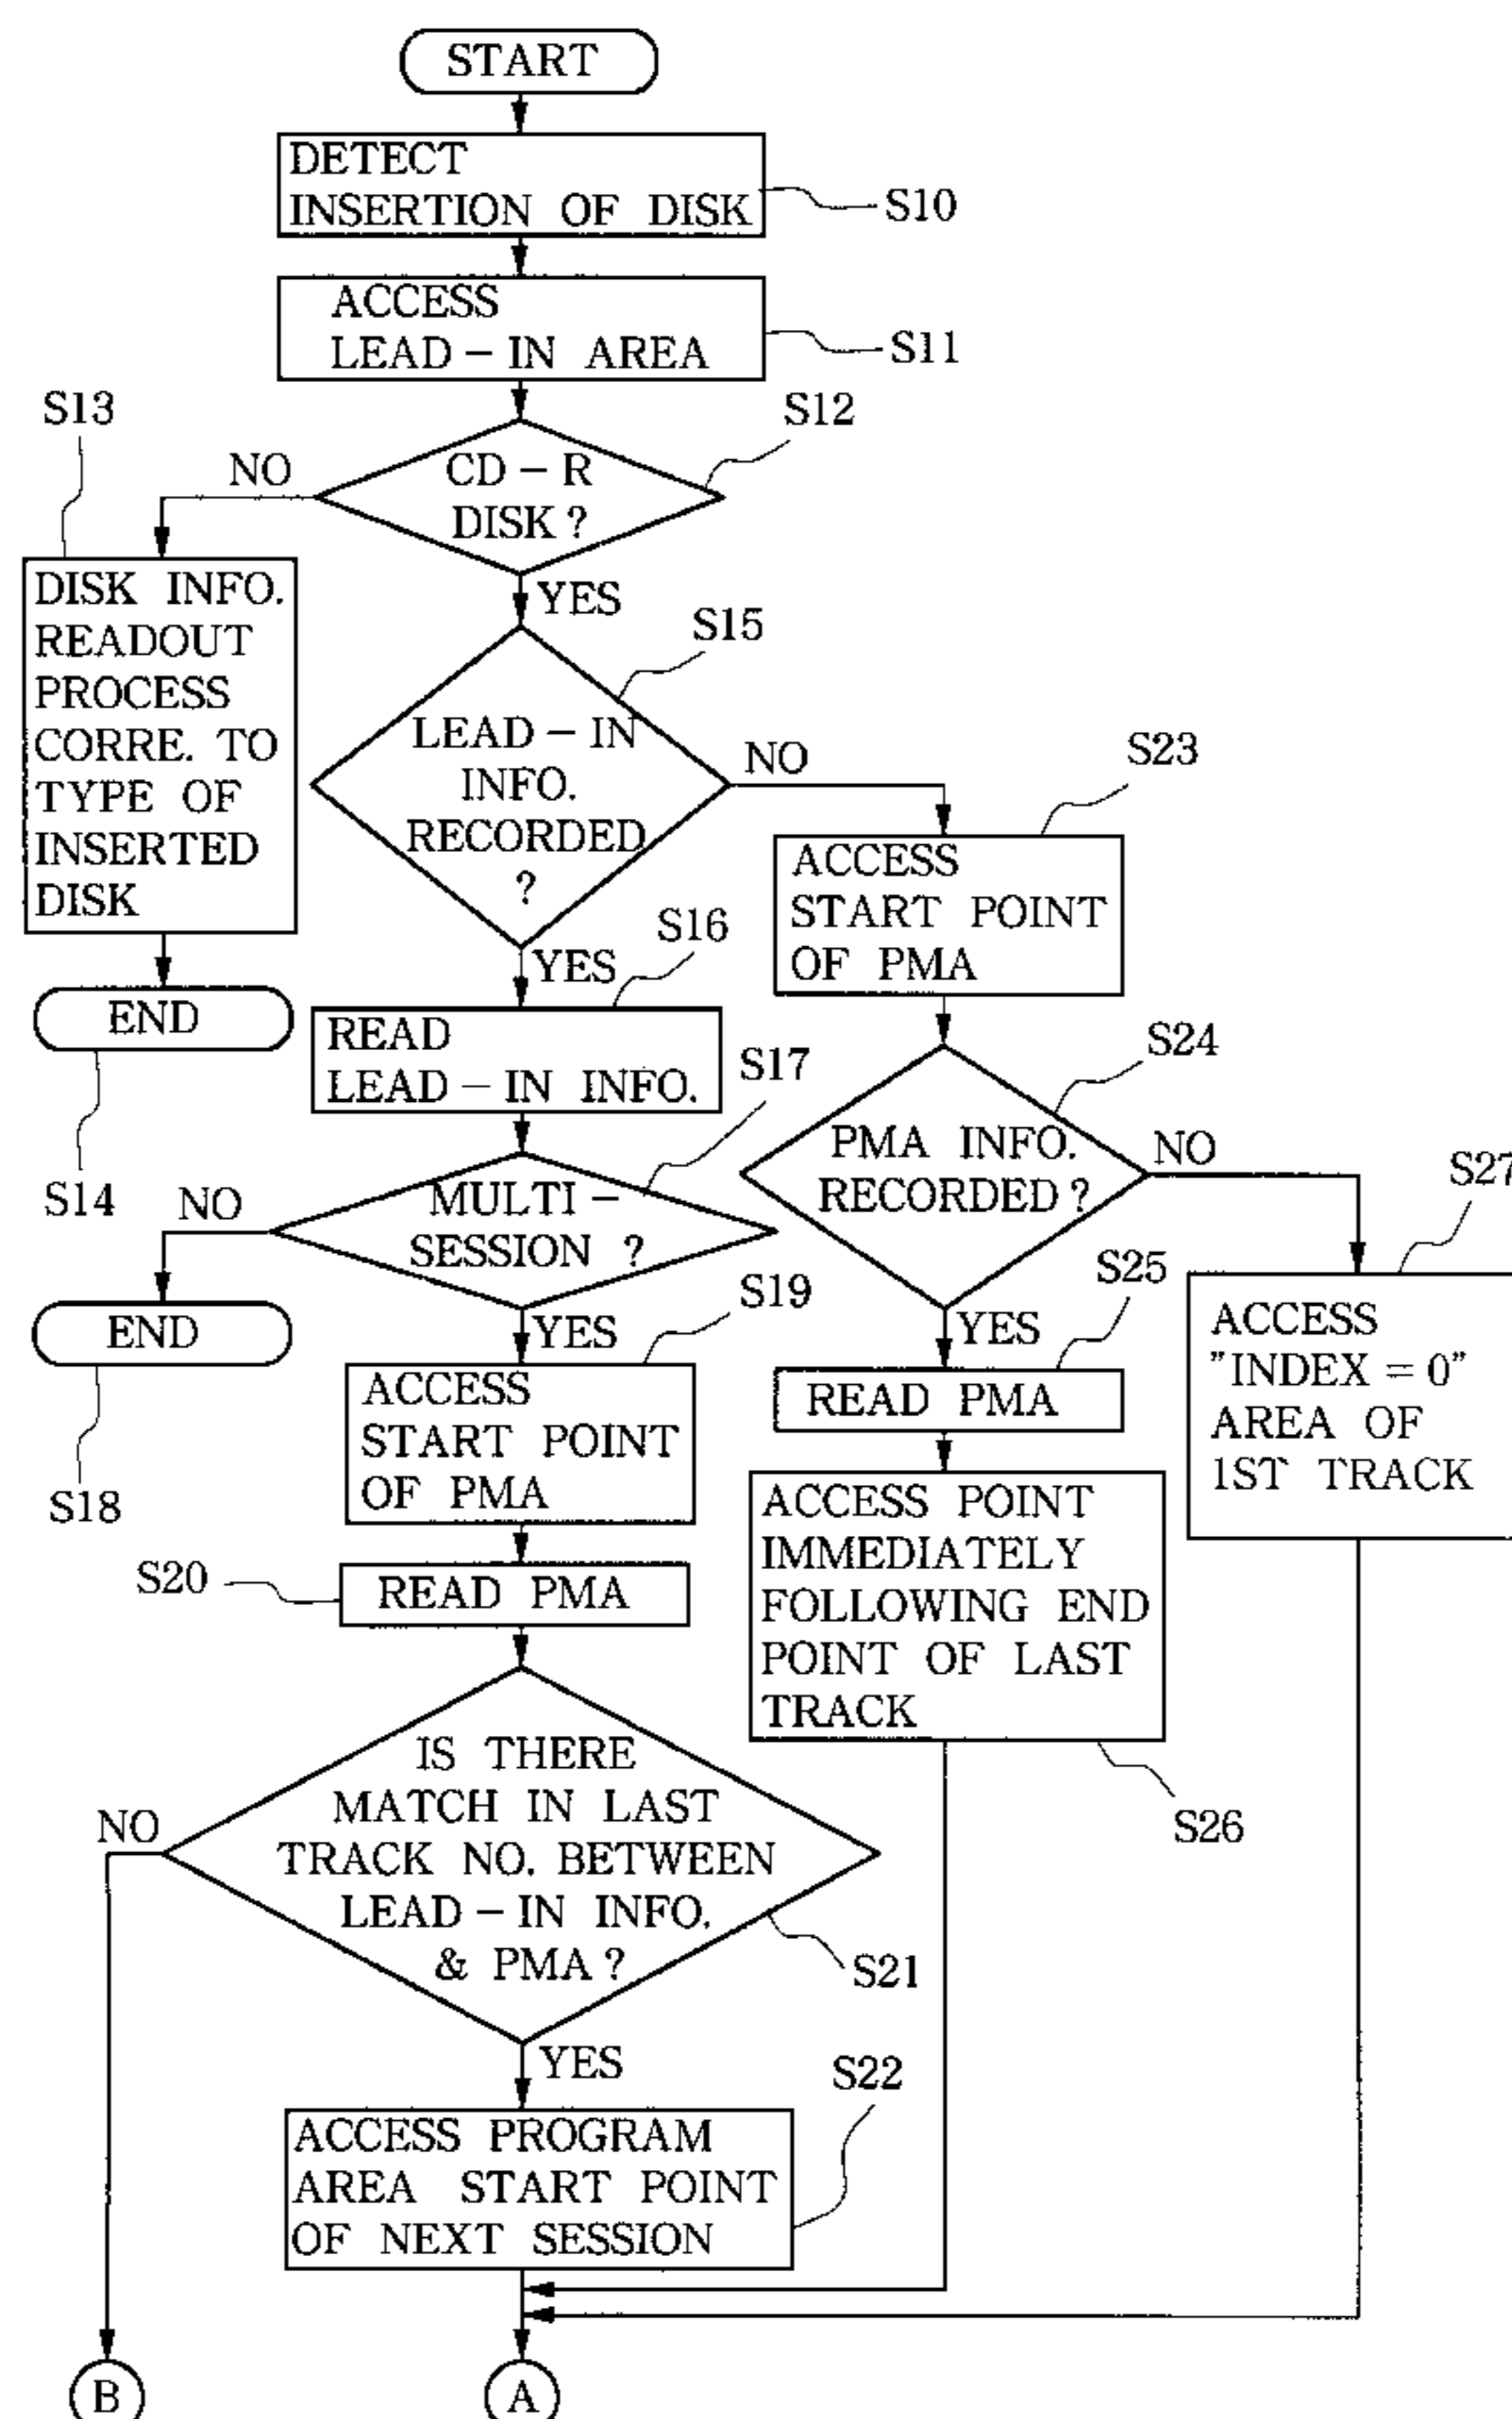 START
DETECT
INSERTION OF DISK
S10
ACCESS
LEAD-IN AREA
S11
S13
S12
NO
CD-R
DISK?
YES
DISK INFO.
READOUT
PROCESS
CORRE. TO
TYPE OF
INSERTED
DISK
S15
LEAD-IN
INFO.
RECORDED
?
NO
S23
YES
S16
ACCESS
START POINT
OF PMA
END
S14
READ
LEAD-IN INFO.
S17
S24
PMA INFO.
RECORDED?
NO
S27
NO
MULTI-
SESSION ?
YES
S19
YES
S25
END
S18
ACCESS
START POINT
OF PMA
READ PMA
ACCESS
"INDEX=0"
AREA OF
1ST TRACK
S20
READ PMA
ACCESS POINT
IMMEDIATELY
FOLLOWING END
POINT OF LAST
TRACK
S26
NO
IS THERE
MATCH IN LAST
TRACK NO. BETWEEN
LEAD-IN INFO.
& PMA?
S21
YES
S22
ACCESS PROGRAM
AREA START POINT
OF NEXT SESSION
B
A